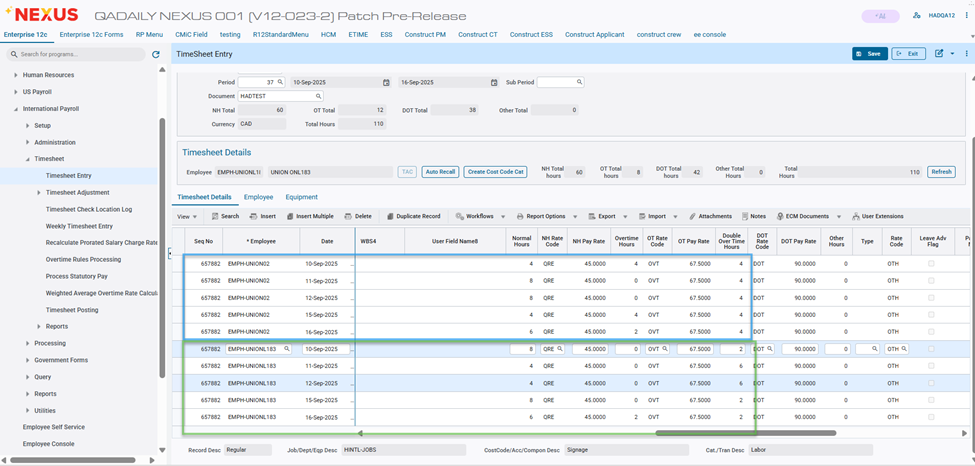 NEXUS QADAILY NEXUS 001 (V12-023-2) Patch Pre-Release AI HADQA12
Enterprise 12c Enterprise 12c Forms RP Menu CMiC Field testing R12StandardMenu HCM ETIME ESS Construct PM Construct CT Construct ESS Construct Applicant construct crew ee console
Search for programs...
Human Resources
US Payroll
International Payroll
Setup
Administration
Timesheet
Timesheet Entry
Timesheet Adjustment
Timesheet Check Location Log
Weekly Timesheet Entry
Recalculate Prorated Salary Charge Rate
Overtime Rules Processing
Process Statutory Pay
Weighted Average Overtime Rate Calcula
Timesheet Posting
Reports
Processing
Government Forms
Query
Reports
Utilities
Employee Self Service
Employee Console
TimeSheet Entry Save Exit
Period 37 10-Sep-2025 16-Sep-2025 Sub Period
Document HADTEST
NH Total 60 OT Total 12 DOT Total 38 Other Total 0
Currency CAD Total Hours 110
Timesheet Details
Employee EMPH-UNIONL1 UNION ONL183 TAC Auto Recall Create Cost Code Cat NH Total hours 60 OT Total hours 8 DOT Total hours 42 Other Total Hours 0 Total Hours 110 Refresh
Timesheet Details Employee Equipment
View Search Insert Insert Multiple Delete Duplicate Record Workflows Report Options Export Import Attachments Notes ECM Documents User Extensions
Seq No * Employee Date WBS4 User Field Name8 Normal Hours NH Rate Code NH Pay Rate Overtime Hours OT Rate Code OT Pay Rate Double Over Time Hours DOT Rate Code DOT Pay Rate Other Hours Type Rate Code Leave Adv Flag
657882 EMPH-UNION02 10-Sep-2025 ... 4 QRE 45.0000 4 OVT 67.5000 4 DOT 90.0000 0 OTH
657882 EMPH-UNION02 11-Sep-2025 ... 8 QRE 45.0000 0 OVT 67.5000 4 DOT 90.0000 0 OTH
657882 EMPH-UNION02 12-Sep-2025 ... 8 QRE 45.0000 0 OVT 67.5000 4 DOT 90.0000 0 OTH
657882 EMPH-UNION02 15-Sep-2025 ... 4 QRE 45.0000 4 OVT 67.5000 4 DOT 90.0000 0 OTH
657882 EMPH-UNION02 16-Sep-2025 ... 6 QRE 45.0000 2 OVT 67.5000 4 DOT 90.0000 0 OTH
657882 EMPH-UNIONL183 10-Sep-2025 ... 8 QRE 45.0000 0 OVT 67.5000 2 DOT 90.0000 0 OTH
657882 EMPH-UNIONL183 11-Sep-2025 ... 4 QRE 45.0000 0 OVT 67.5000 6 DOT 90.0000 0 OTH
657882 EMPH-UNIONL183 12-Sep-2025 ... 4 QRE 45.0000 0 OVT 67.5000 6 DOT 90.0000 0 OTH
657882 EMPH-UNIONL183 15-Sep-2025 ... 8 QRE 45.0000 0 OVT 67.5000 2 DOT 90.0000 0 OTH
657882 EMPH-UNIONL183 16-Sep-2025 ... 6 QRE 45.0000 2 OVT 67.5000 2 DOT 90.0000 0 OTH
Record Desc Regular Job/Dept/Eqp Desc HINTL-JOBS CostCode/Acc/Compon Desc Signage Cat./Tran Desc Labor